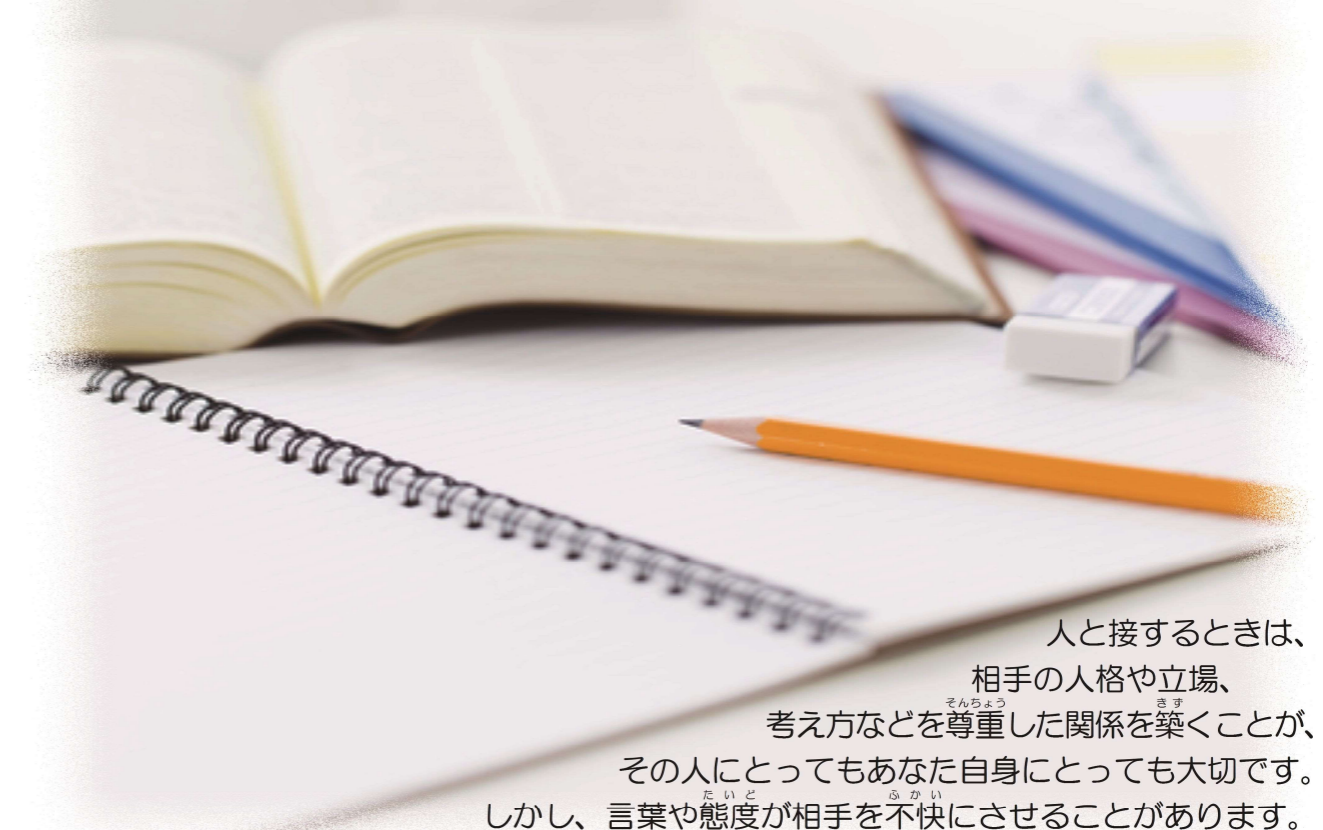 人と接するときは、
相手の人格や立場、
考え方などを尊重した関係を築くことが、
その人にとってもあなた自身にとっても大切です。
しかし、言葉や態度が相手を不快にさせることがあります。